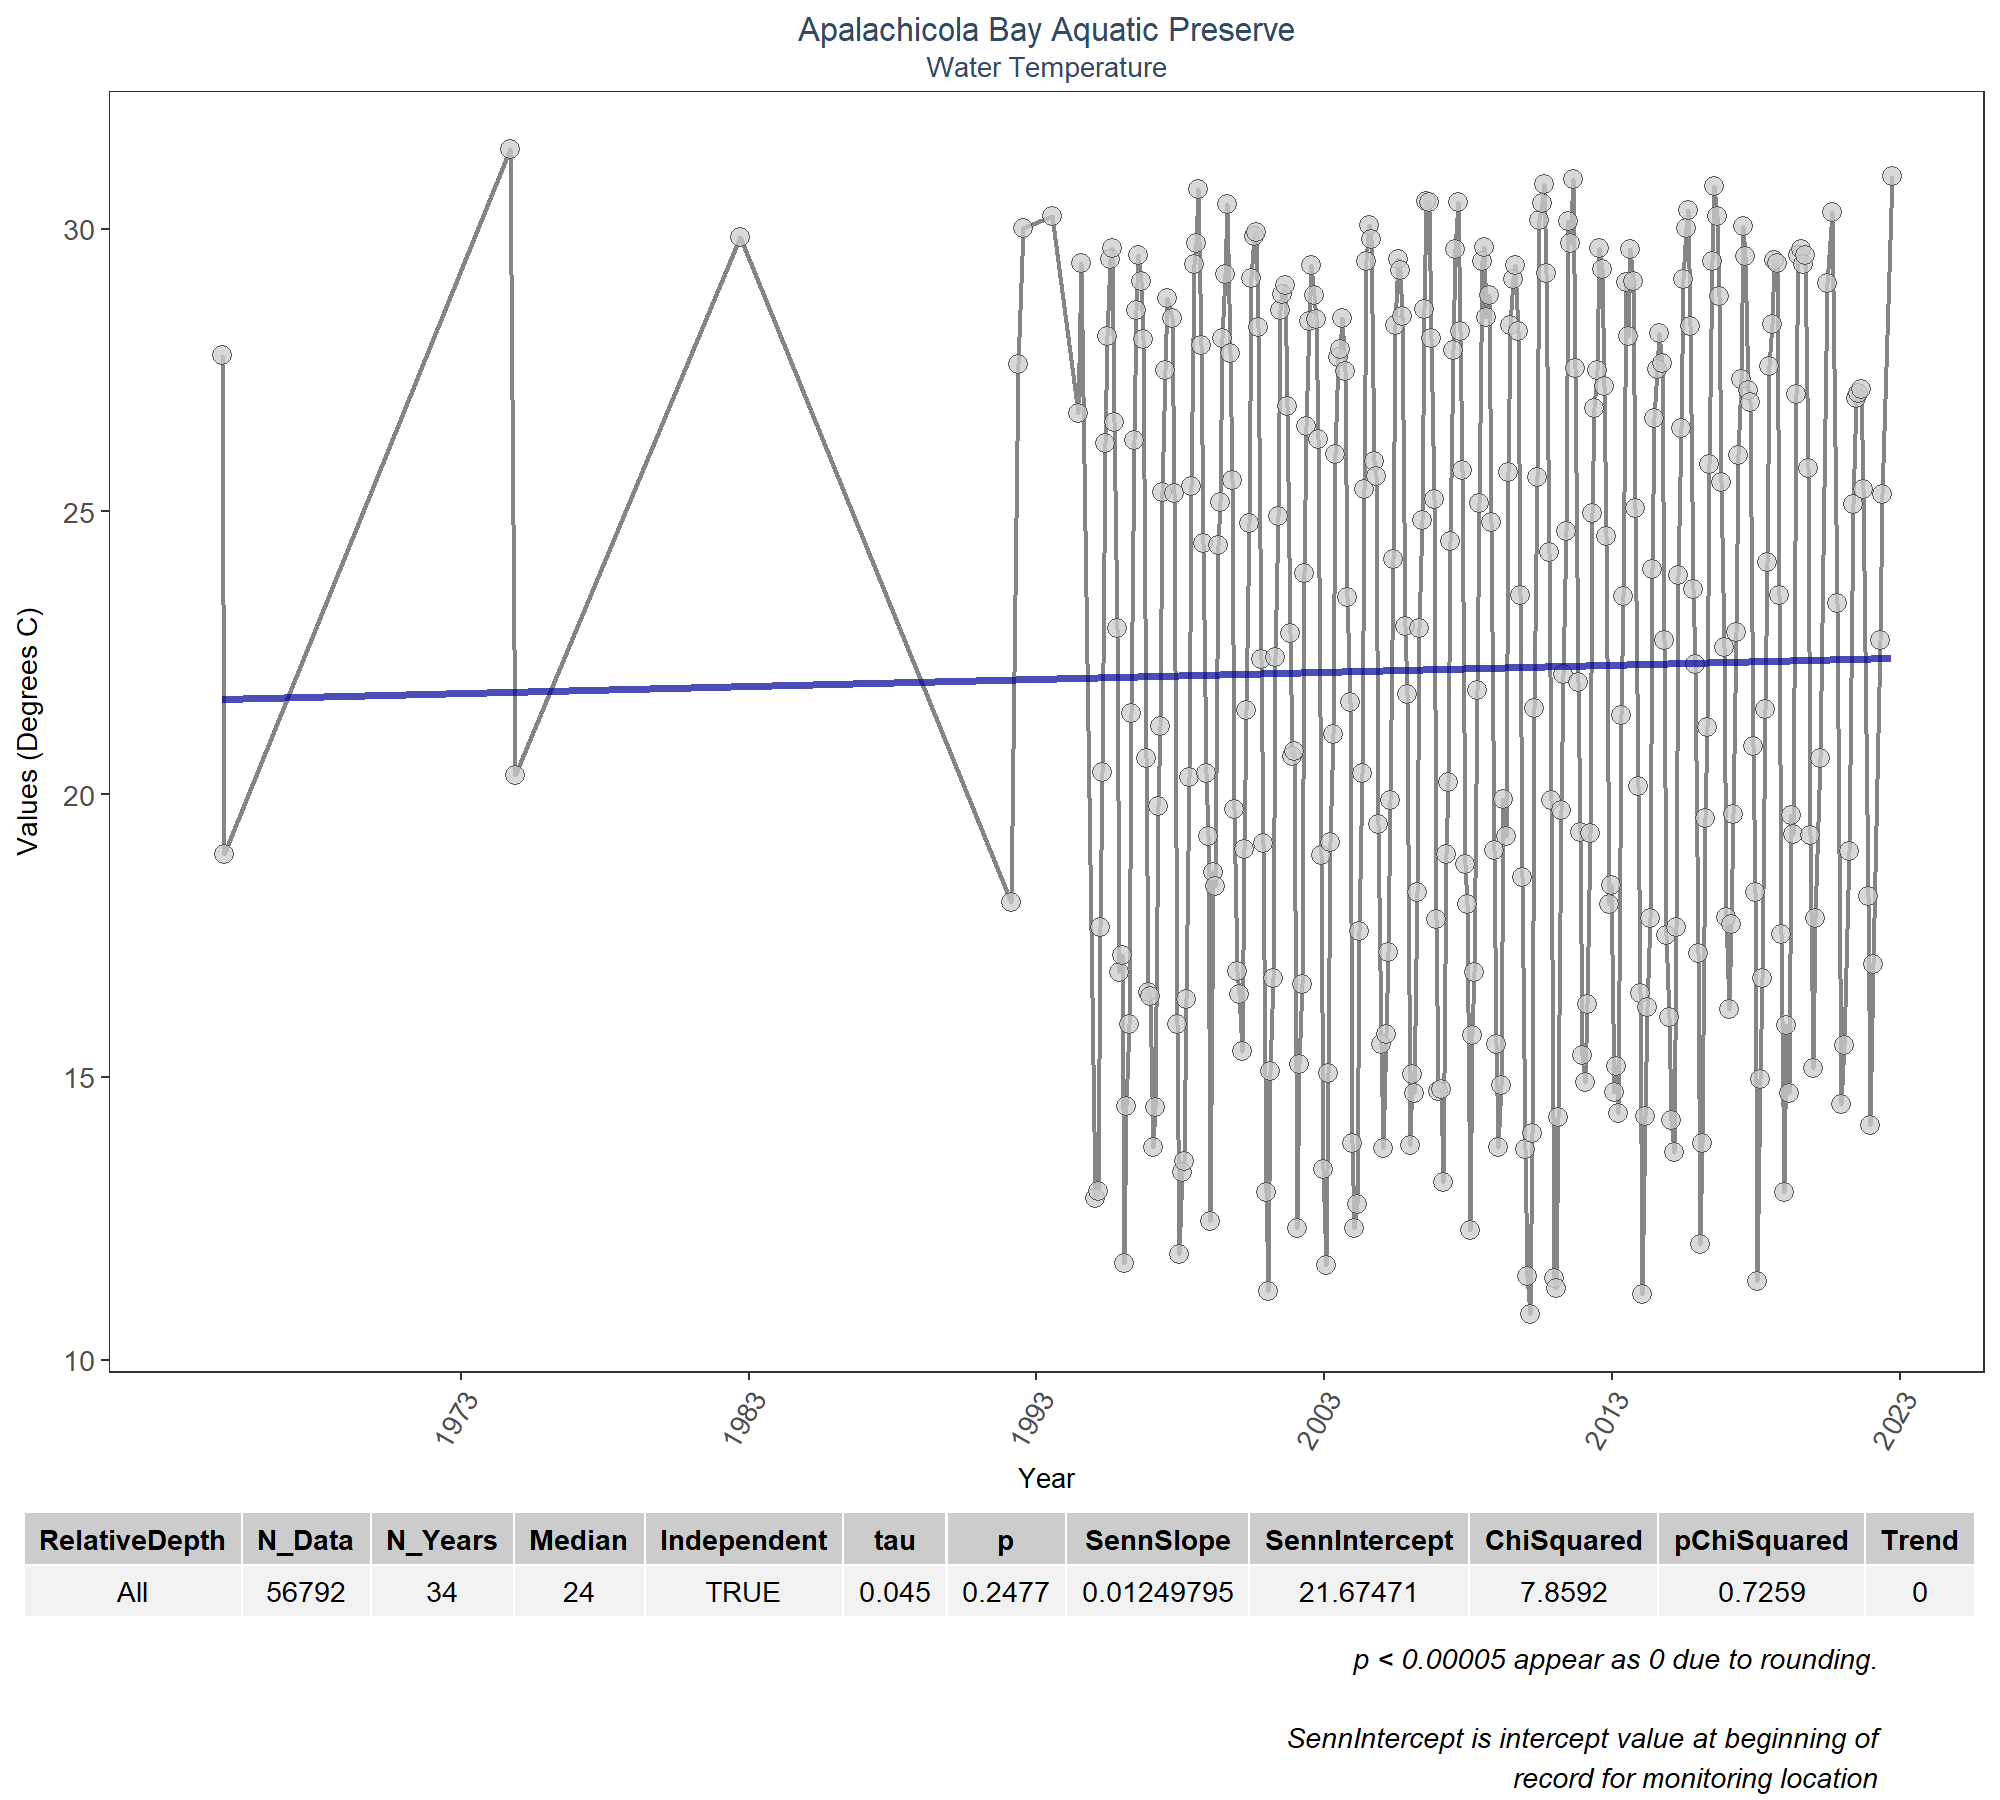 Apalachicola Bay Aquatic Preserve
Water Temperature
Values (Degrees C)
30
25
20
15
10
1973
1983
1993
2003
2013
2023
Year
RelativeDepth N_Data N_Years Median Independent tau p SennSlope SennIntercept ChiSquared pChiSquared Trend
All 56792 34 24 TRUE 0.045 0.2477 0.01249795 21.67471 7.8592 0.7259 0
p < 0.00005 appear as 0 due to rounding.
SennIntercept is intercept value at beginning of
record for monitoring location